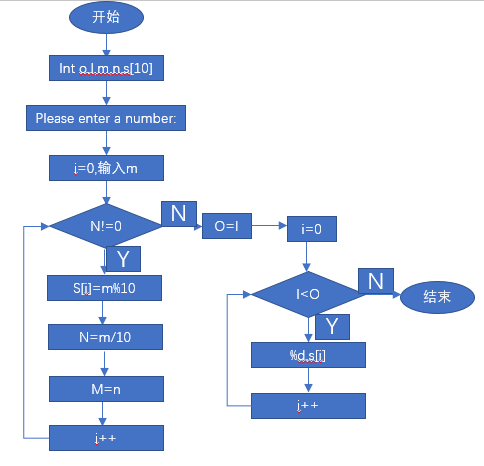 开始
Int o,I,m,n,s[10]
Please enter a number:
i=0,输入m
N!=0
N
Y
S[i]=m%10
N=m/10
M=n
i++
O=I
i=0
I<O
N
Y
%d,s[i]
i++
结束